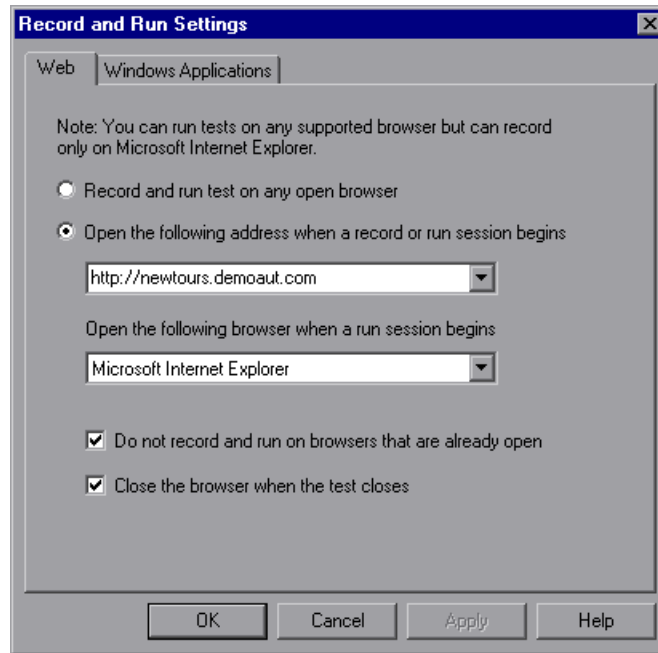 Record and Run Settings
Web
Windows Applications
Note: You can run tests on any supported browser but can record
only on Microsoft Internet Explorer.
Record and run test on any open browser
Open the following address when a record or run session begins
http://newtours.demoaut.com
Open the following browser when a run session begins
Microsoft Internet Explorer
Do not record and run on browsers that are already open
Close the browser when the test closes
OK
Cancel
Apply
Help